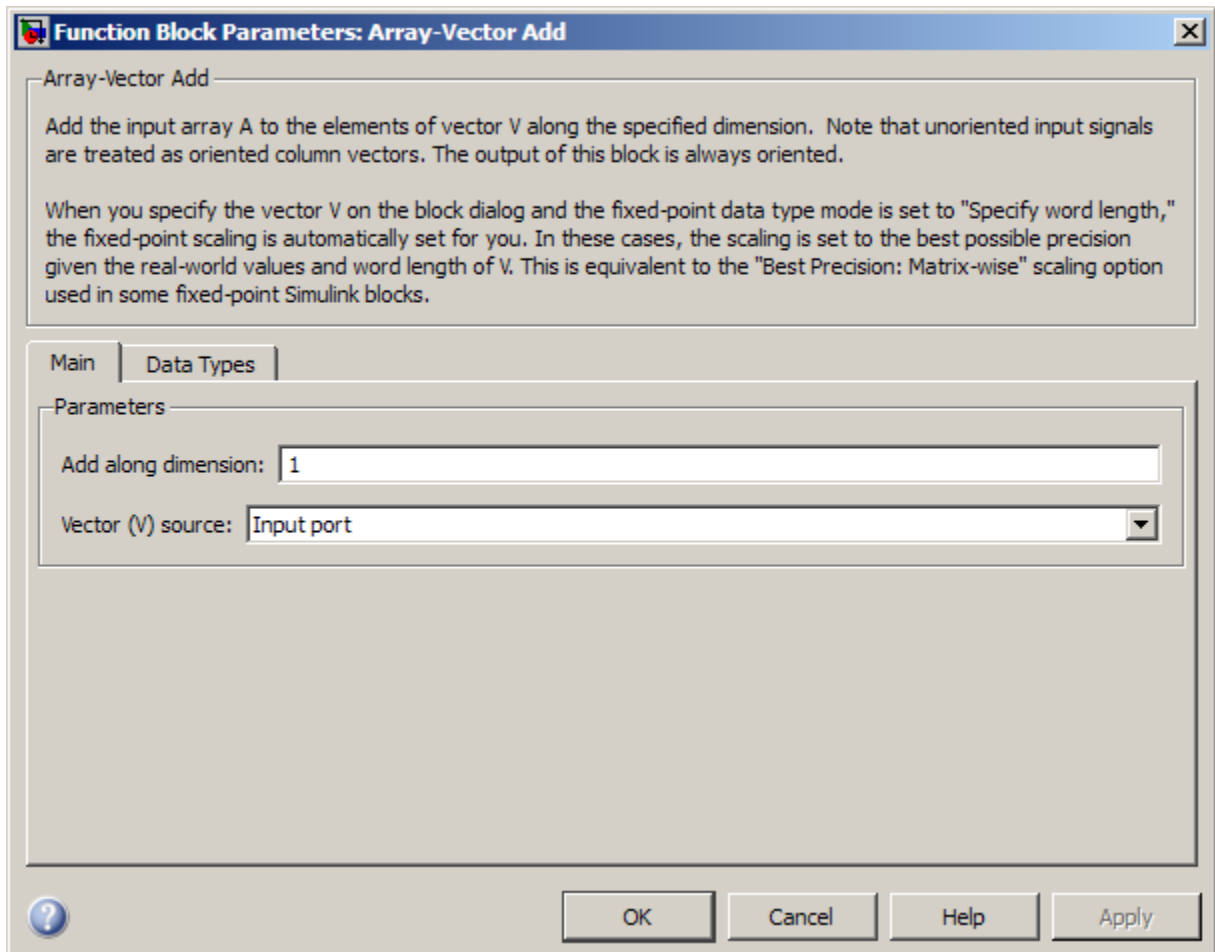 Function Block Parameters: Array-Vector Add
Array-Vector Add
Add the input array A to the elements of vector V along the specified dimension.  Note that unoriented input signals
are treated as oriented column vectors. The output of this block is always oriented.
When you specify the vector V on the block dialog and the fixed-point data type mode is set to "Specify word length,"
the fixed-point scaling is automatically set for you. In these cases, the scaling is set to the best possible precision
given the real-world values and word length of V. This is equivalent to the "Best Precision: Matrix-wise" scaling option
used in some fixed-point Simulink blocks.
Main Data Types
Parameters
Add along dimension: 1
Vector (V) source: Input port
? OK Cancel Help Apply